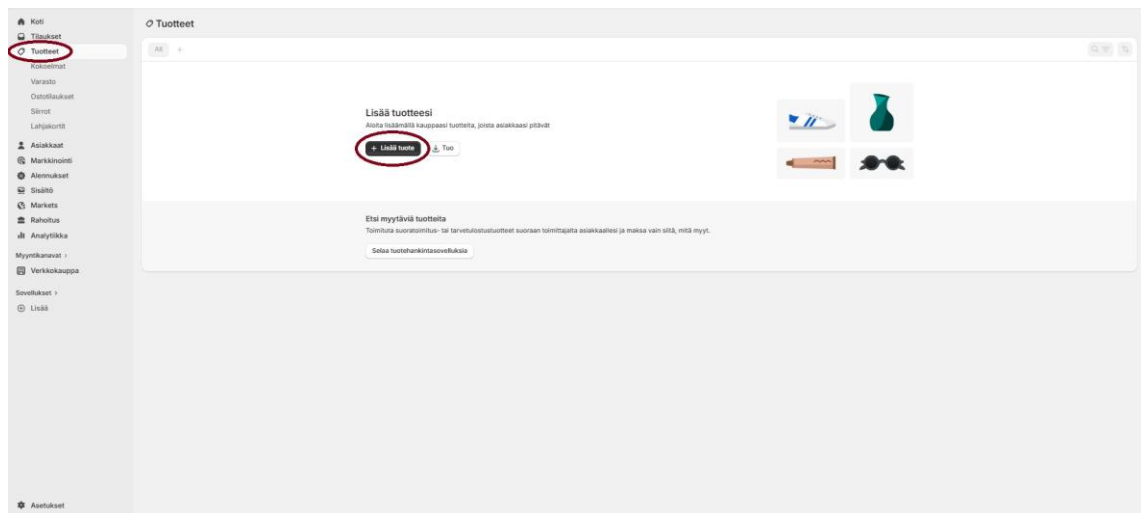 Koti
Tilaukset
Tuotteet
Kokoelmat
Varasto
Ostotilaukset
Siirrot
Lahjakortit
Asiakkaat
Markkinointi
Alennukset
Sisältö
Markets
Rahoitus
Analytiikka
Myyntikanavat ›
Verkkokauppa
Sovellukset ›
Lisää
Asetukset
Tuotteet
All +
Lisää tuotteesi
Aloita lisäämällä kauppaasi tuotteita, joista asiakkaasi pitävät
+ Lisää tuote Tuo
Etsi myytäviä tuotteita
Toimituta suoratoimitus- tai tarvetulostustuotteet suoraan toimittajalta asiakkaallesi ja maksa vain siitä, mitä myyt.
Selaa tuotehankintasovelluksia